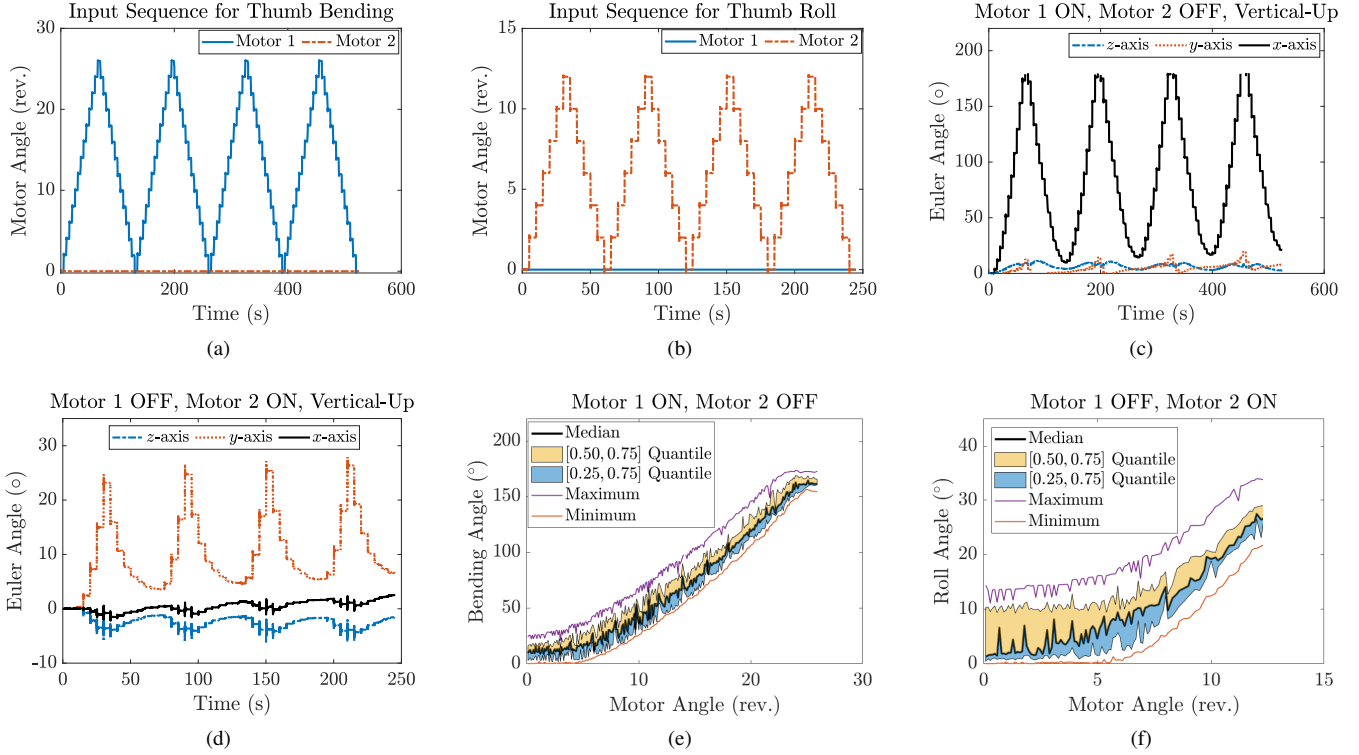 Input Sequence for Thumb Bending
Motor 1 Motor 2
30
20
10
0
Motor Angle (rev.)
0 200 400 600
Time (s)
(a)
Input Sequence for Thumb Roll
Motor 1 Motor 2
15
10
5
0
Motor Angle (rev.)
0 50 100 150 200 250
Time (s)
(b)
Motor 1 ON, Motor 2 OFF, Vertical-Up
z-axis y-axis x-axis
200
150
100
50
0
Euler Angle (○)
0 200 400 600
Time (s)
(c)
Motor 1 OFF, Motor 2 ON, Vertical-Up
z-axis y-axis x-axis
30
20
10
0
-10
Euler Angle (○)
0 50 100 150 200 250
Time (s)
(d)
Motor 1 ON, Motor 2 OFF
Median
[0.50, 0.75] Quantile
[0.25, 0.75] Quantile
Maximum
Minimum
200
150
100
50
0
Bending Angle (°)
0 10 20 30
Motor Angle (rev.)
(e)
Motor 1 OFF, Motor 2 ON
Median
[0.50, 0.75] Quantile
[0.25, 0.75] Quantile
Maximum
Minimum
40
30
20
10
0
Roll Angle (°)
0 5 10 15
Motor Angle (rev.)
(f)